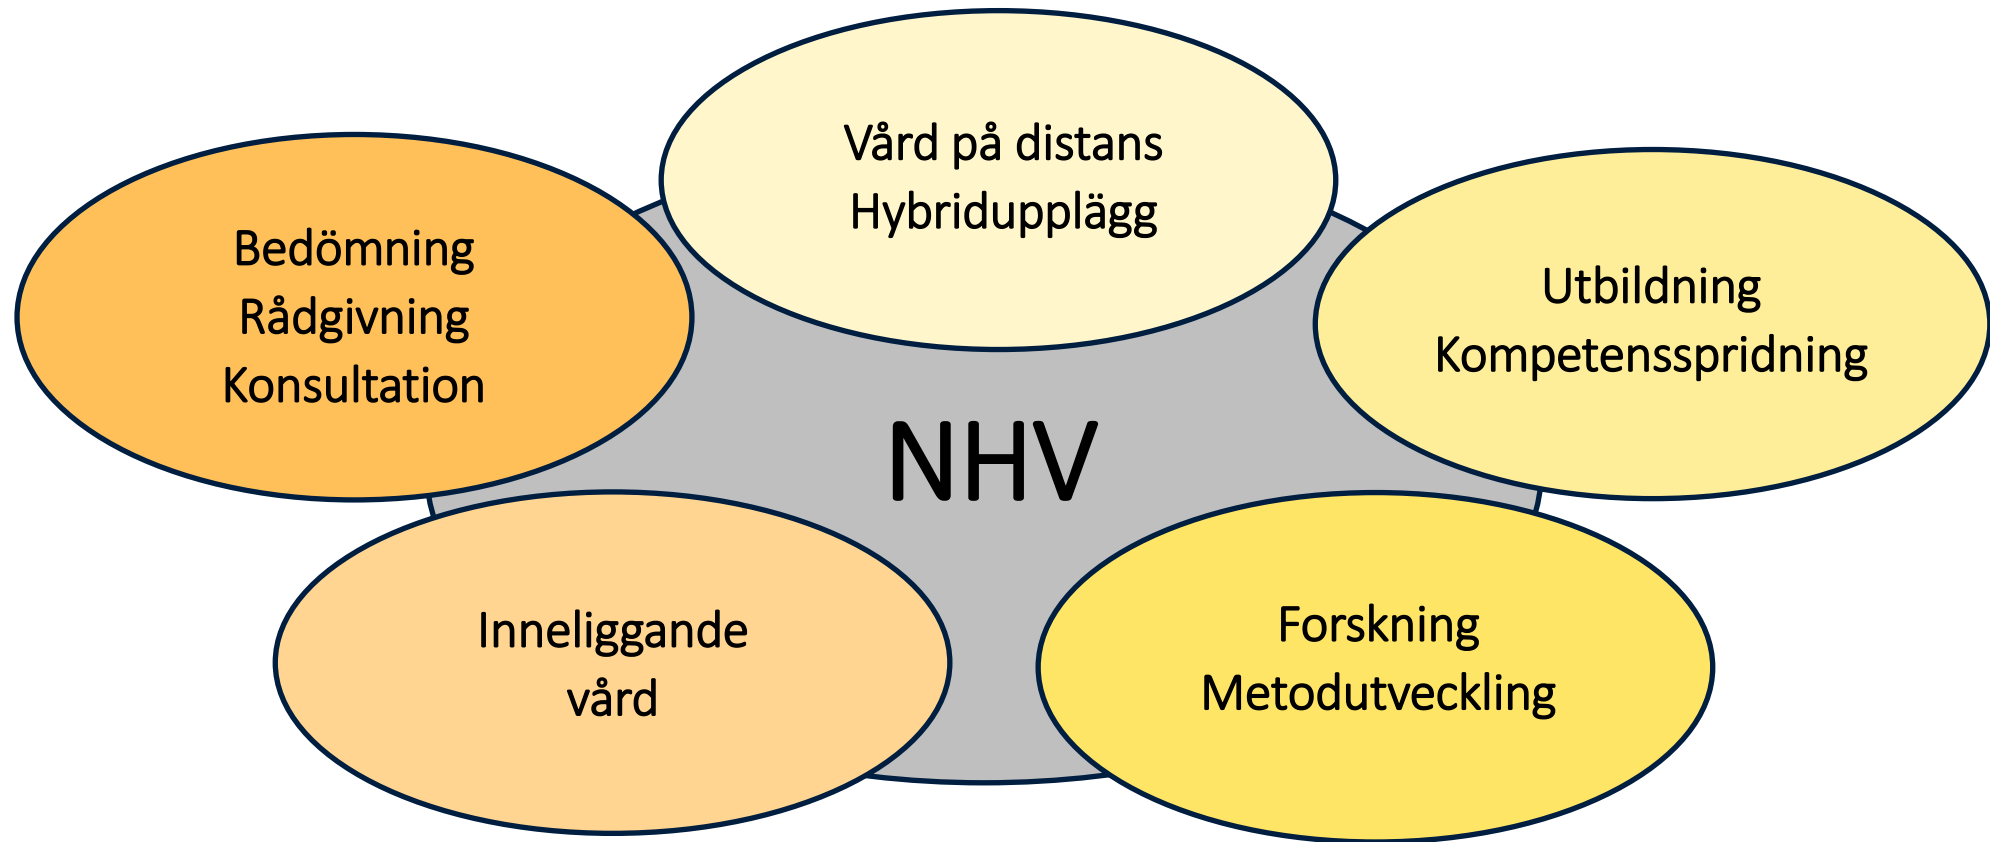 Vård på distans
Hybridupplägg
Bedömning
Rådgivning
Konsultation
Utbildning
Kompetensspridning
NHV
Inneliggande
vård
Forskning
Metodutveckling